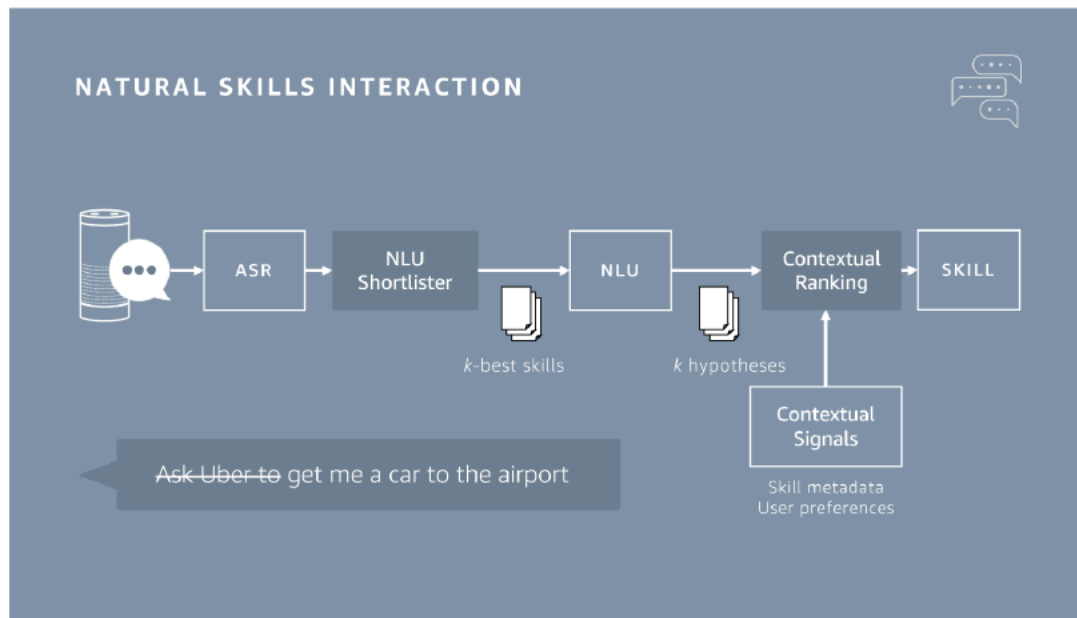 NATURAL SKILLS INTERACTION
ASR
NLU
Shortlister
NLU
Contextual
Ranking
SKILL
k-best skills
k hypotheses
Contextual
Signals
Skill metadata
User preferences
Ask Uber to get me a car to the airport